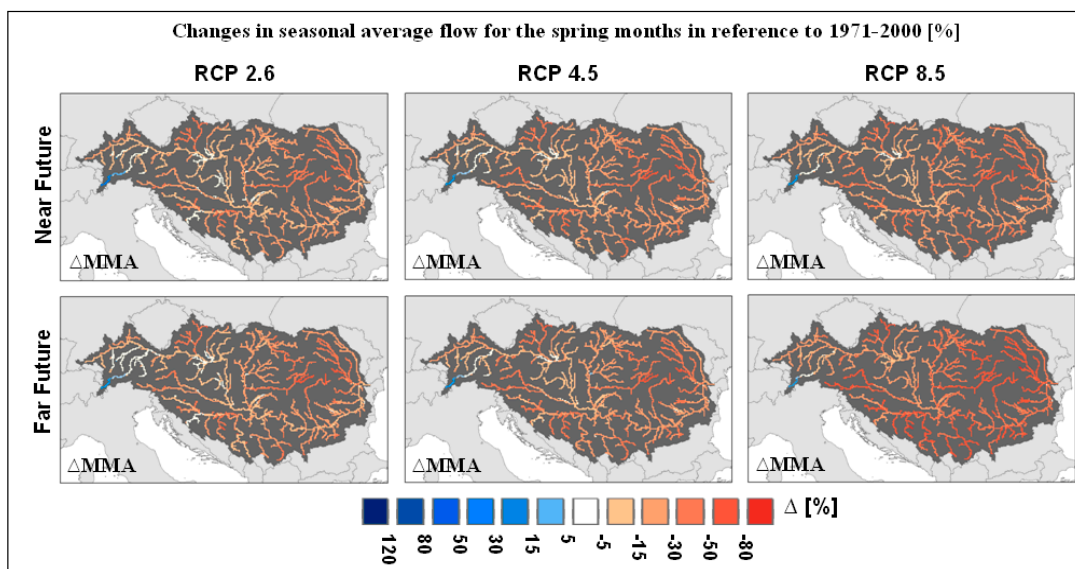 Changes in seasonal average flow for the spring months in reference to 1971-2000 [%]
RCP 2.6
RCP 4.5
RCP 8.5
Near Future
ΔMMA
ΔMMA
ΔMMA
Far Future
ΔMMA
ΔMMA
ΔMMA
Δ [%]
120
80
50
30
15
5
-5
-15
-30
-50
-80